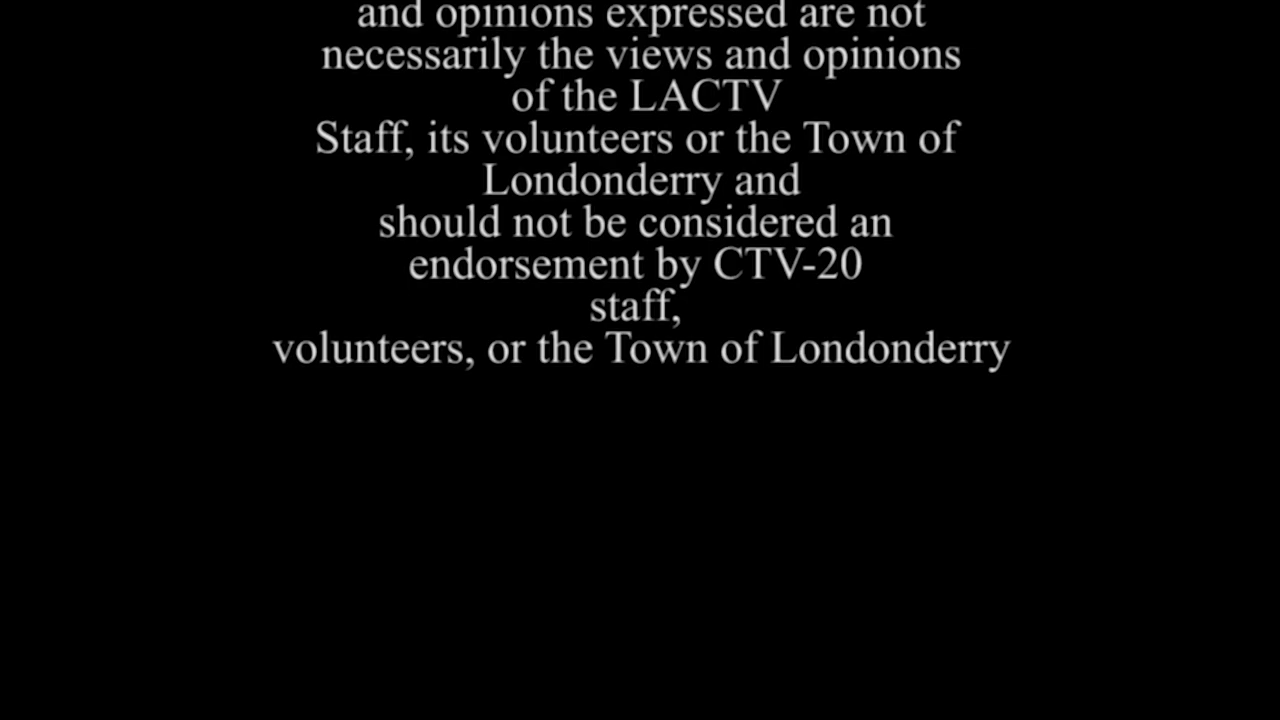 and opinions expressed are not
necessarily the views and opinions
of the LACTV
Staff, its volunteers or the Town of
Londonderry and
should not be considered an
endorsement by CTV-20
staff,
volunteers, or the Town of Londonderry